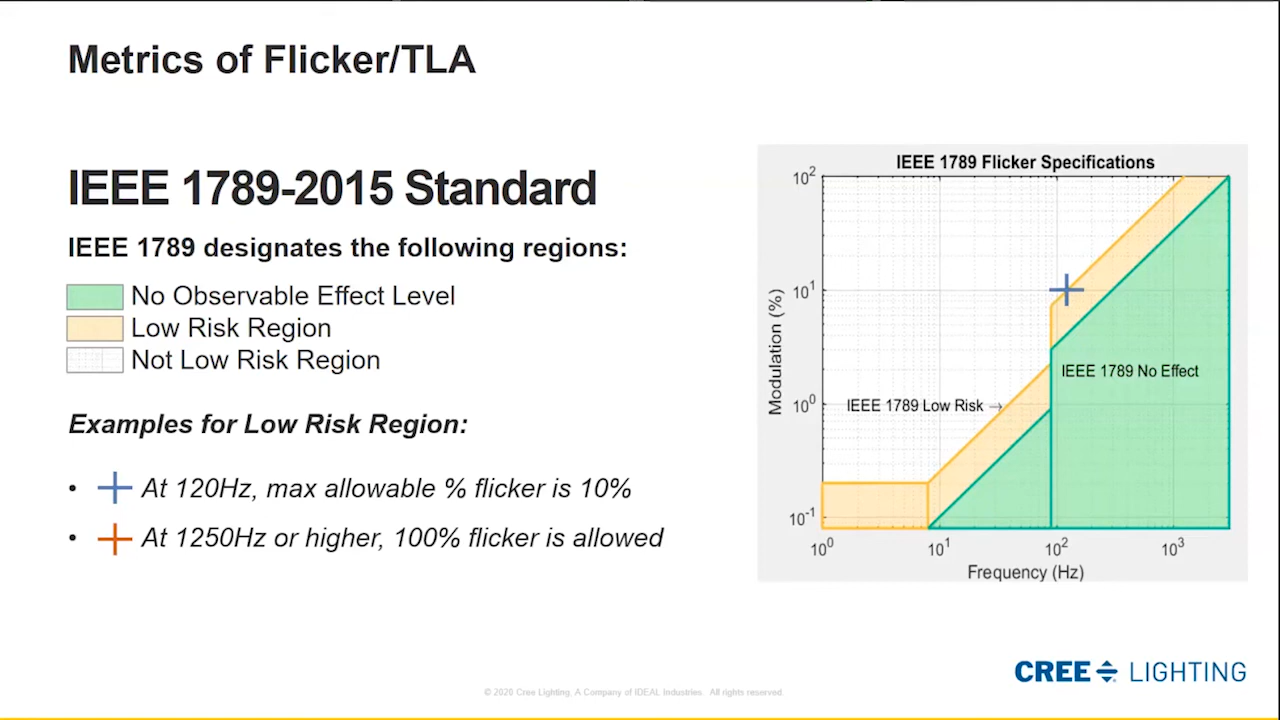 Metrics of Flicker/TLA
IEEE 1789-2015 Standard
IEEE 1789 designates the following regions:
No Observable Effect Level
Low Risk Region
Not Low Risk Region
Examples for Low Risk Region:
• At 120Hz, max allowable % flicker is 10%
• At 1250Hz or higher, 100% flicker is allowed
IEEE 1789 Flicker Specifications
10²
10¹
10⁰
10⁻¹
Modulation (%)
IEEE 1789 Low Risk →
IEEE 1789 No Effect
10⁰ 10¹ 10² 10³
Frequency (Hz)
CREE LIGHTING
© 2020 Cree Lighting, A Company of IDEAL Industries. All rights reserved.